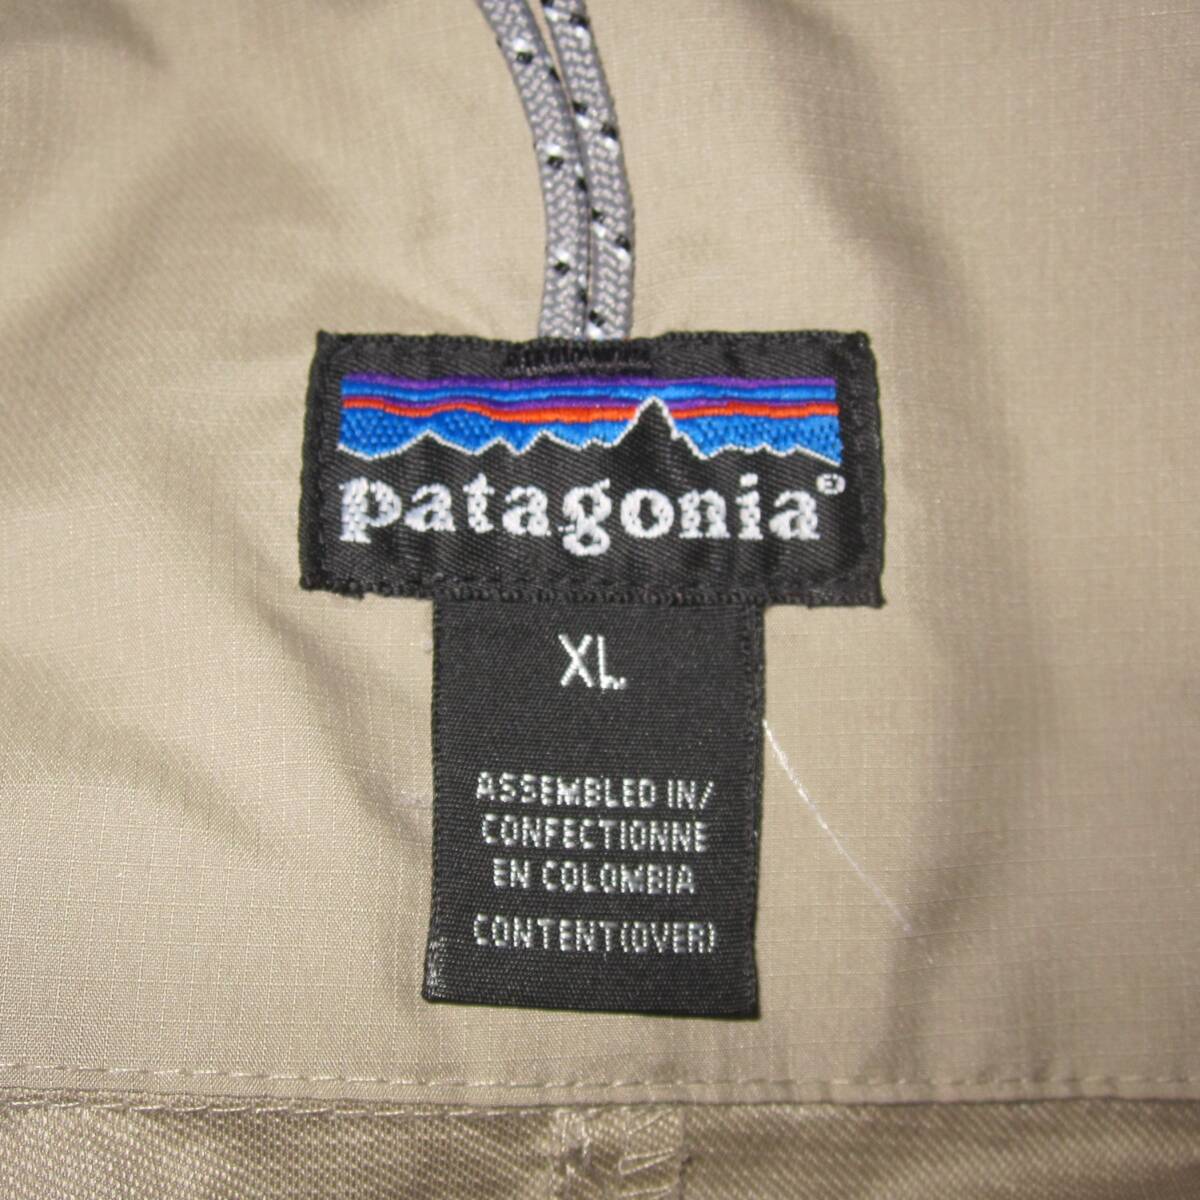 patagonia®
XL
ASSEMBLED IN/
CONFECTIONNE
EN COLOMBIA
CONTENT(OVER)